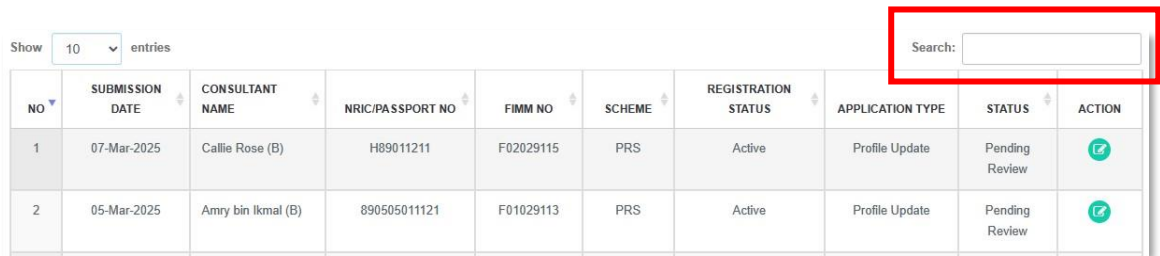 Show 10 entries Search:
NO SUBMISSION DATE CONSULTANT NAME NRIC/PASSPORT NO FIMM NO SCHEME REGISTRATION STATUS APPLICATION TYPE STATUS ACTION
1 07-Mar-2025 Callie Rose (B) H89011211 F02029115 PRS Active Profile Update Pending Review
2 05-Mar-2025 Amry bin Ikmal (B) 890505011121 F01029113 PRS Active Profile Update Pending Review